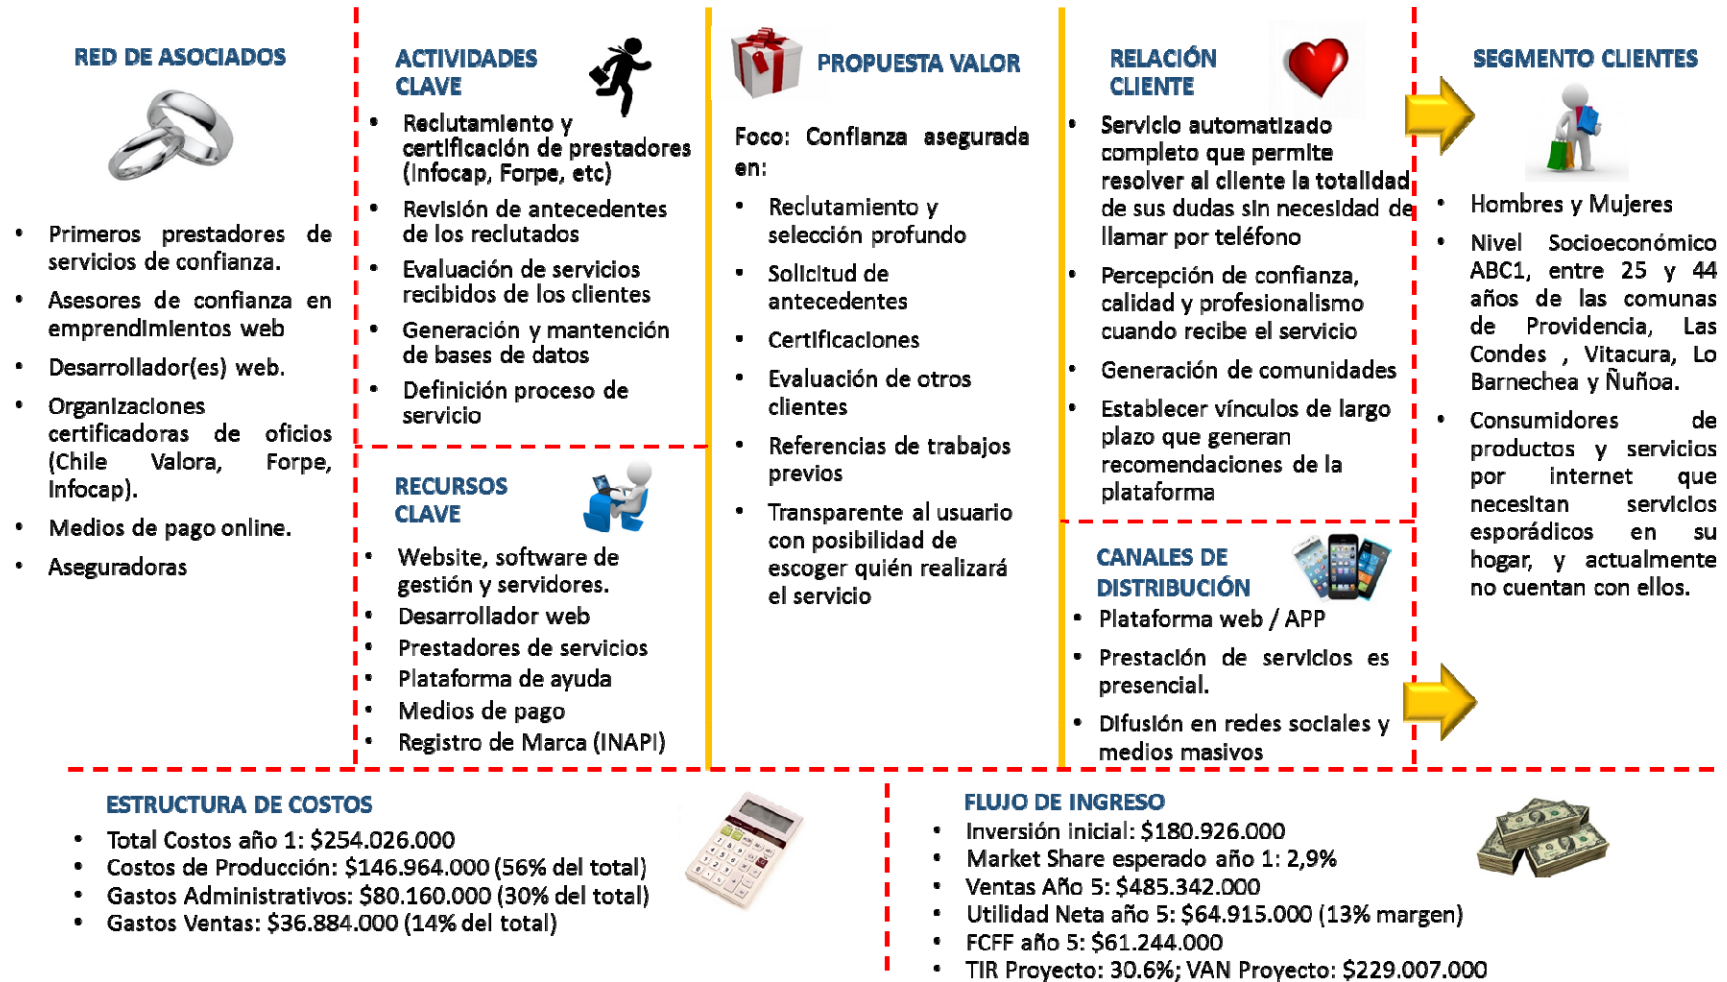 RED DE ASOCIADOS
• Primeros prestadores de
servicios de confianza.
• Asesores de confianza en
emprendimientos web
• Desarrollador(es) web.
• Organizaciones
certificadoras de oficios
(Chile Valora, Forpe,
Infocap).
• Medios de pago online.
• Aseguradoras
ACTIVIDADES
CLAVE
• Reclutamiento y
certificación de prestadores
(Infocap, Forpe, etc)
• Revisión de antecedentes
de los reclutados
• Evaluación de servicios
recibidos de los clientes
• Generación y mantención
de bases de datos
• Definición proceso de
servicio
RECURSOS
CLAVE
• Website, software de
gestión y servidores.
• Desarrollador web
• Prestadores de servicios
• Plataforma de ayuda
• Medios de pago
• Registro de Marca (INAPI)
PROPUESTA VALOR
Foco: Confianza asegurada
en:
• Reclutamiento y
selección profundo
• Solicitud de
antecedentes
• Certificaciones
• Evaluación de otros
clientes
• Referencias de trabajos
previos
• Transparente al usuario
con posibilidad de
escoger quién realizará
el servicio
RELACIÓN
CLIENTE
• Servicio automatizado
completo que permite
resolver al cliente la totalidad
de sus dudas sin necesidad de
llamar por teléfono
• Percepción de confianza,
calidad y profesionalismo
cuando recibe el servicio
• Generación de comunidades
• Establecer vínculos de largo
plazo que generan
recomendaciones de la
plataforma
CANALES DE
DISTRIBUCIÓN
• Plataforma web / APP
• Prestación de servicios es
presencial.
• Difusión en redes sociales y
medios masivos
SEGMENTO CLIENTES
• Hombres y Mujeres
• Nivel Socioeconómico
ABC1, entre 25 y 44
años de las comunas
de Providencia, Las
Condes , Vitacura, Lo
Barnechea y Ñuñoa.
• Consumidores de
productos y servicios
por internet que
necesitan servicios
esporádicos en su
hogar, y actualmente
no cuentan con ellos.
ESTRUCTURA DE COSTOS
• Total Costos año 1: $254.026.000
• Costos de Producción: $146.964.000 (56% del total)
• Gastos Administrativos: $80.160.000 (30% del total)
• Gastos Ventas: $36.884.000 (14% del total)
FLUJO DE INGRESO
• Inversión inicial: $180.926.000
• Market Share esperado año 1: 2,9%
• Ventas Año 5: $485.342.000
• Utilidad Neta año 5: $64.915.000 (13% margen)
• FCFF año 5: $61.244.000
• TIR Proyecto: 30.6%; VAN Proyecto: $229.007.000